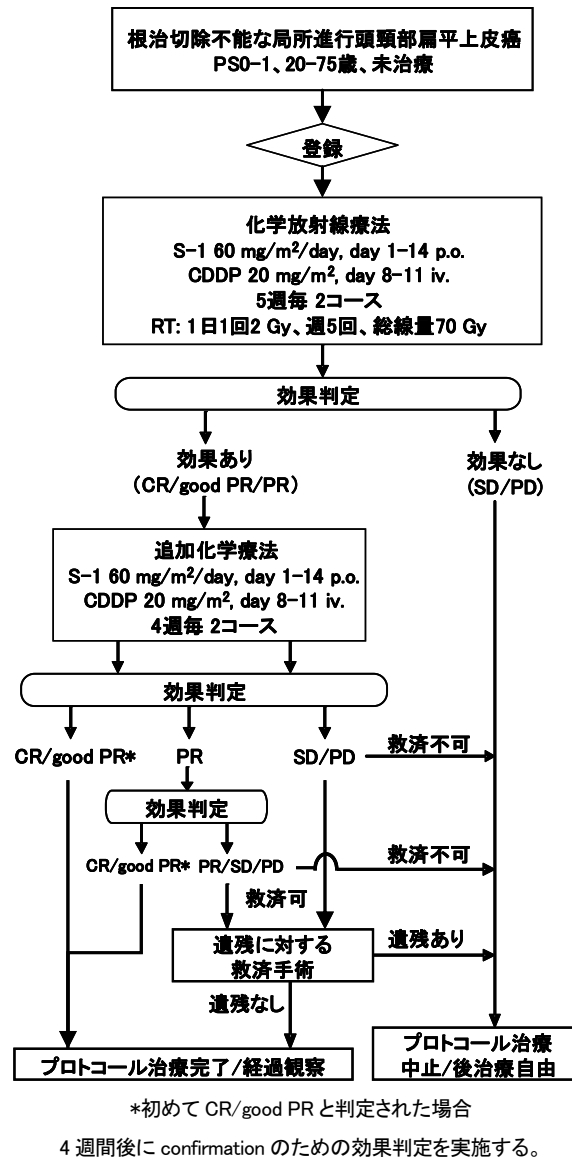 根治切除不能な局所進行頭頸部扁平上皮癌
PS0-1、20-75歳、未治療
登録
化学放射線療法
S-1 60 mg/m²/day, day 1-14 p.o.
CDDP 20 mg/m², day 8-11 iv.
5週毎 2コース
RT: 1日1回2 Gy、週5回、総線量70 Gy
効果判定
効果あり
（CR/good PR/PR）
効果なし
(SD/PD)
追加化学療法
S-1 60 mg/m²/day, day 1-14 p.o.
CDDP 20 mg/m², day 8-11 iv.
4週毎 2コース
効果判定
CR/good PR*
PR
SD/PD
救済不可
効果判定
CR/good PR*
PR/SD/PD
救済不可
救済可
遺残に対する
救済手術
遺残あり
遺残なし
プロトコール治療完了/経過観察
プロトコール治療
中止/後治療自由
*初めて CR/good PR と判定された場合
4 週間後に confirmation のための効果判定を実施する。